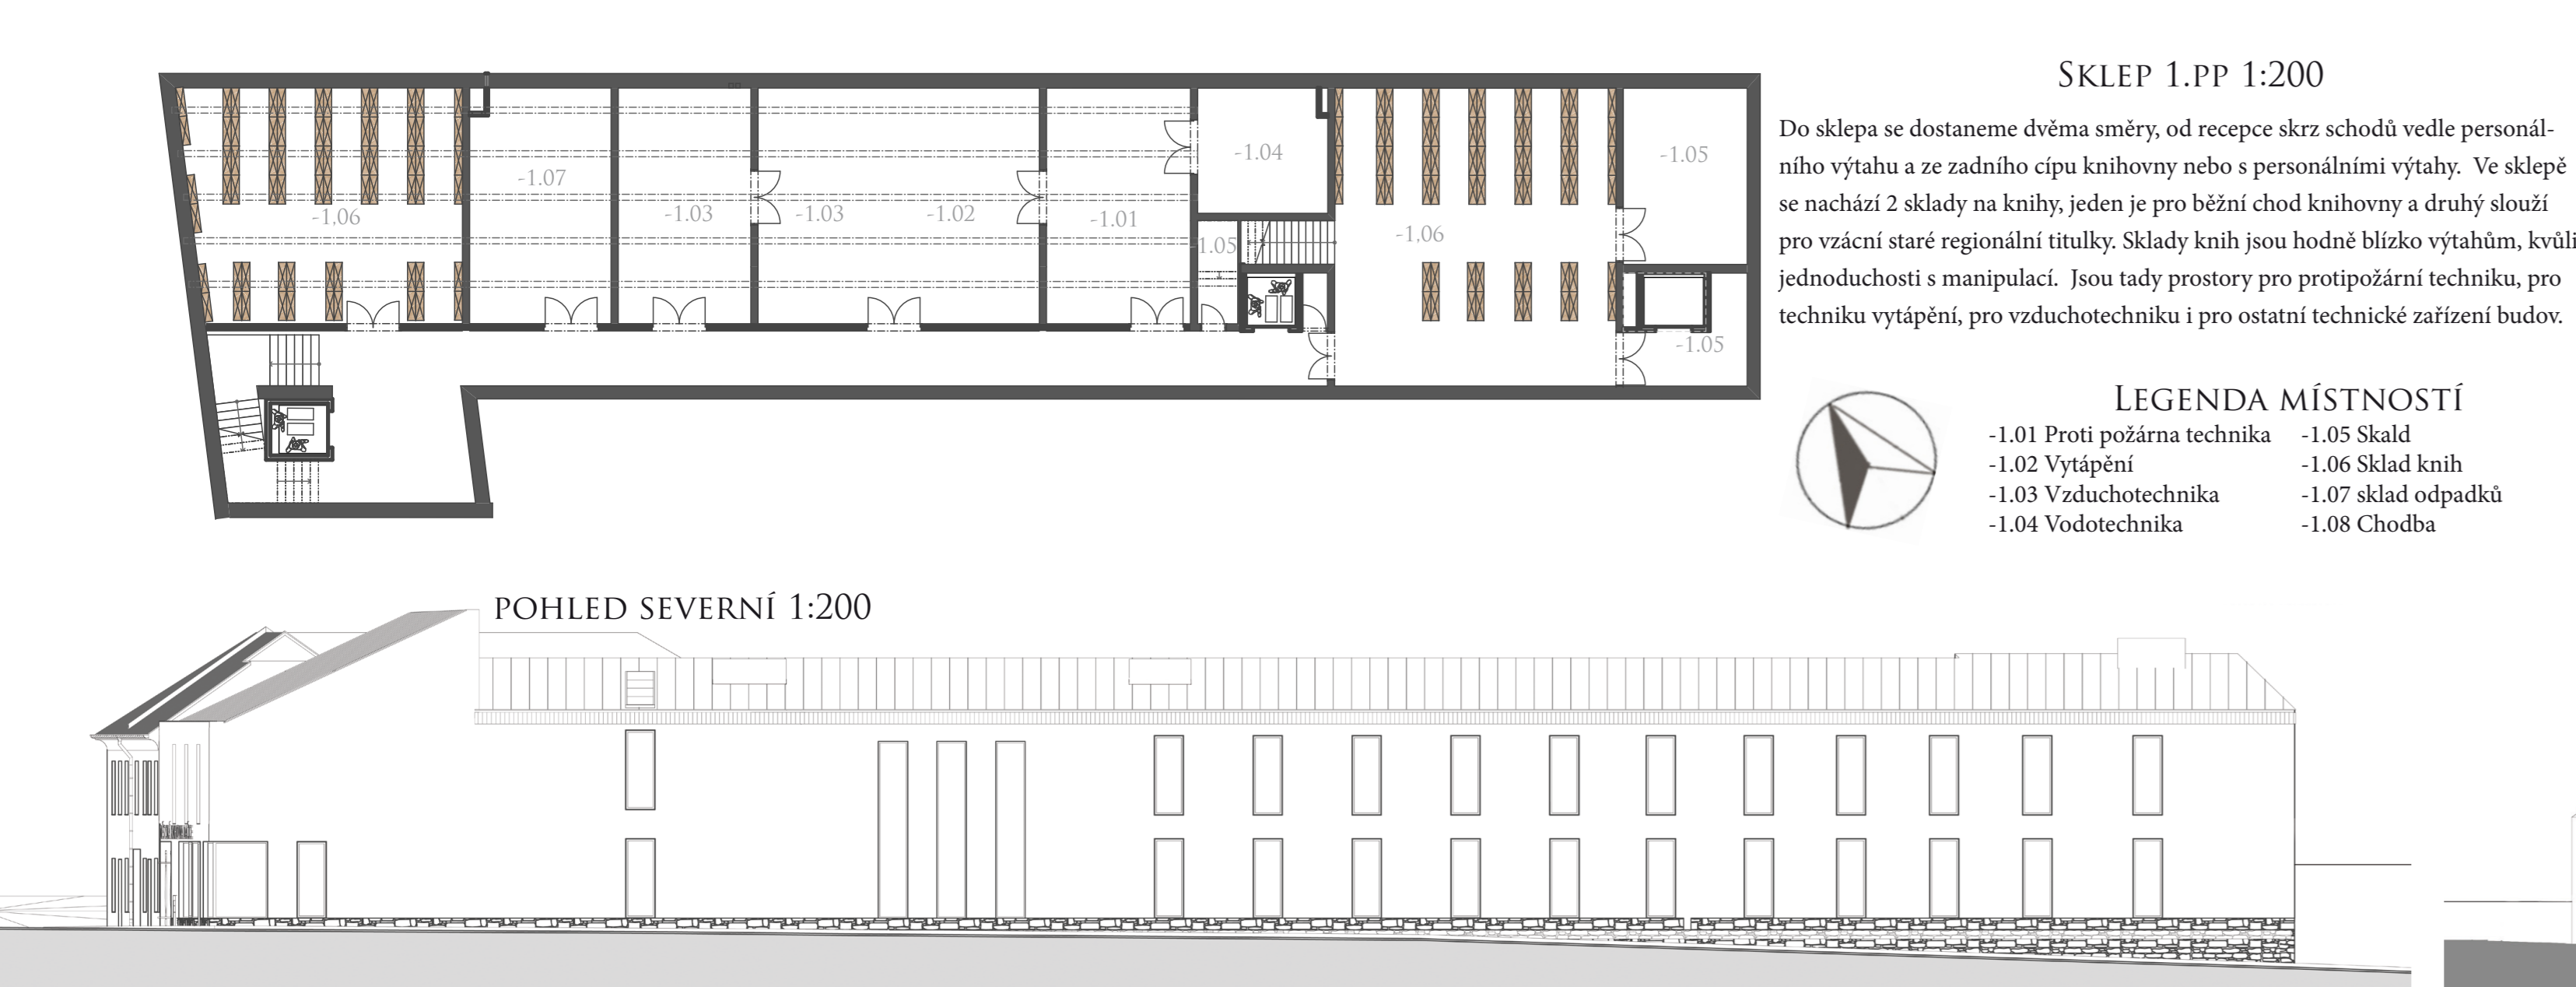 Sklep 1.pp 1:200
Do sklepa se dostaneme dvěma směry, od recepce skrz schodů vedle personál-
ního výtahu a ze zadního cípu knihovny nebo s personálními výtahy. Ve sklepě
se nachází 2 sklady na knihy, jeden je pro běžní chod knihovny a druhý slouží
pro vzácní staré regionální titulky. Sklady knih jsou hodně blízko výtahům, kvůli
jednoduchosti s manipulací. Jsou tady prostory pro protipožární techniku, pro
techniku vytápění, pro vzduchotechniku i pro ostatní technické zařízení budov.
-1,06
-1.07
-1.03
-1.03
-1.02
-1.01
-1.04
-1.05
-1,06
-1.05
-1.05
Legenda místností
-1.01 Proti požárna technika
-1.02 Vytápění
-1.03 Vzduchotechnika
-1.04 Vodotechnika
-1.05 Skald
-1.06 Sklad knih
-1.07 sklad odpadků
-1.08 Chodba
pohled severní 1:200